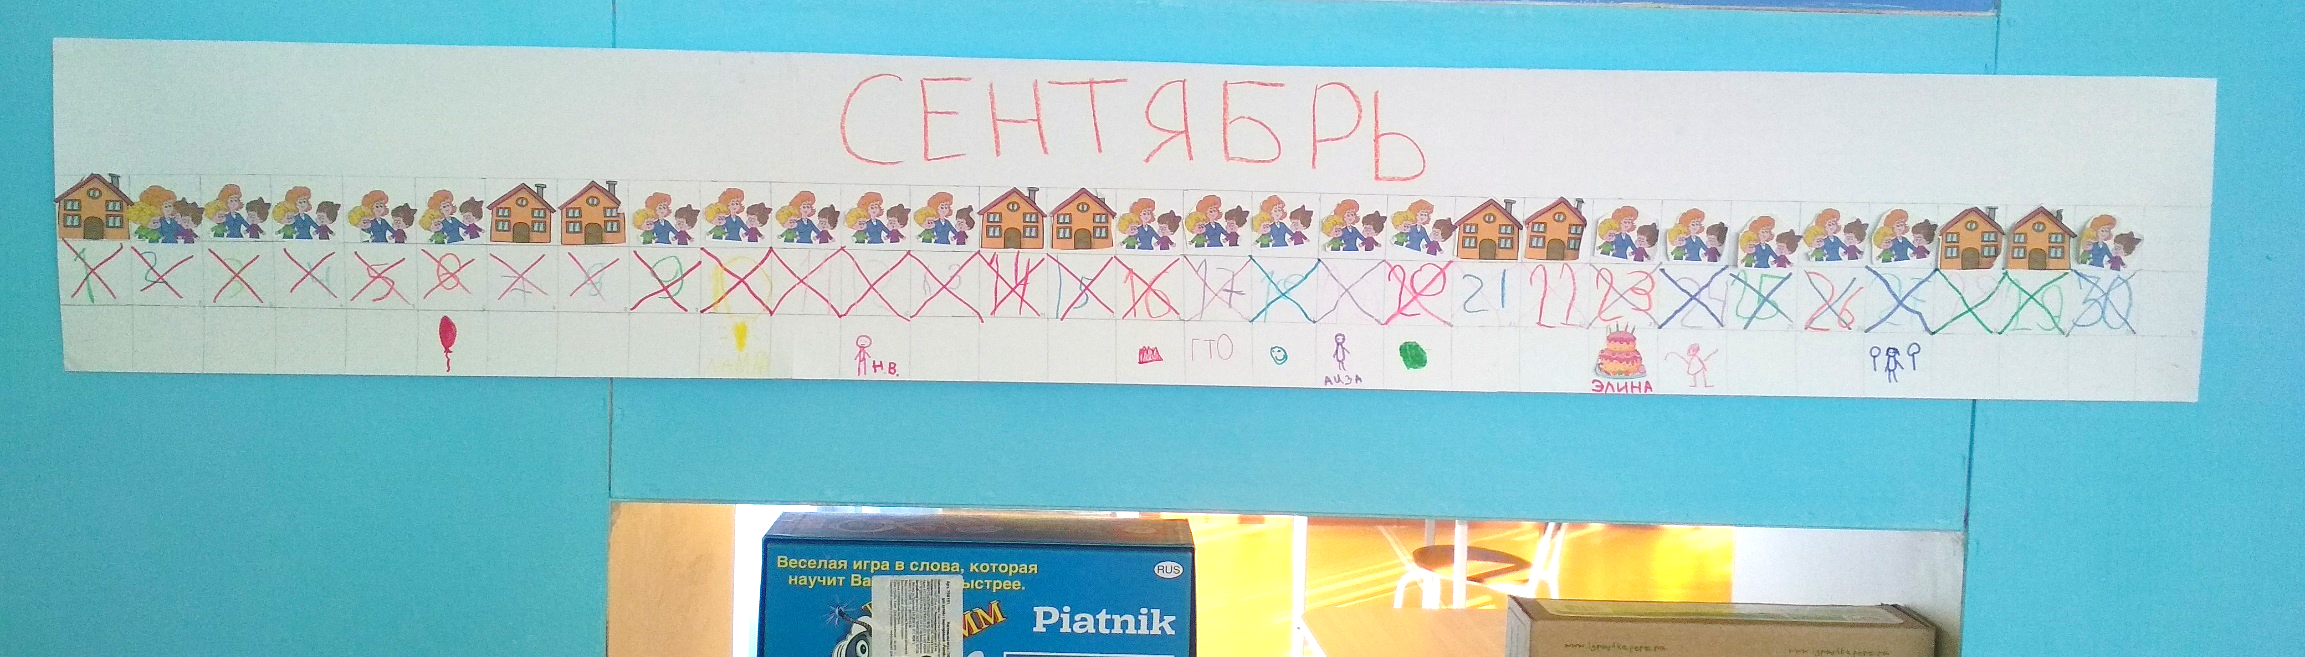 СЕНТЯБРЬ
1 2 3 4 5 6 7 8 9 10 11 12 13 14 15 16 17 18 20 21 22 23 24 25 26 27 28 29 30
Н.В. ГТО АИЗА ЭЛИНА
Веселая игра в слова, которая
научит Ва ыстрее.
RUS
Piatnik